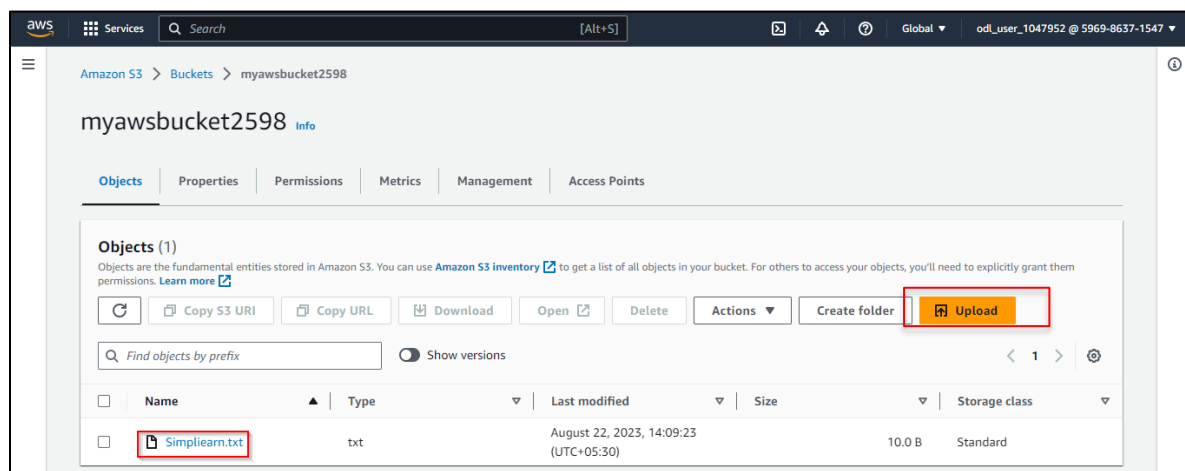 aws Services Search [Alt+S] Global odl_user_1047952 @ 5969-8637-1547
Amazon S3 > Buckets > myawsbucket2598
myawsbucket2598 Info
Objects Properties Permissions Metrics Management Access Points
Objects (1)
Objects are the fundamental entities stored in Amazon S3. You can use Amazon S3 inventory to get a list of all objects in your bucket. For others to access your objects, you'll need to explicitly grant them
permissions. Learn more
Copy S3 URI Copy URL Download Open Delete Actions Create folder Upload
Find objects by prefix Show versions 1
Name Type Last modified Size Storage class
Simpliearn.txt txt August 22, 2023, 14:09:23 10.0 B Standard
(UTC+05:30)